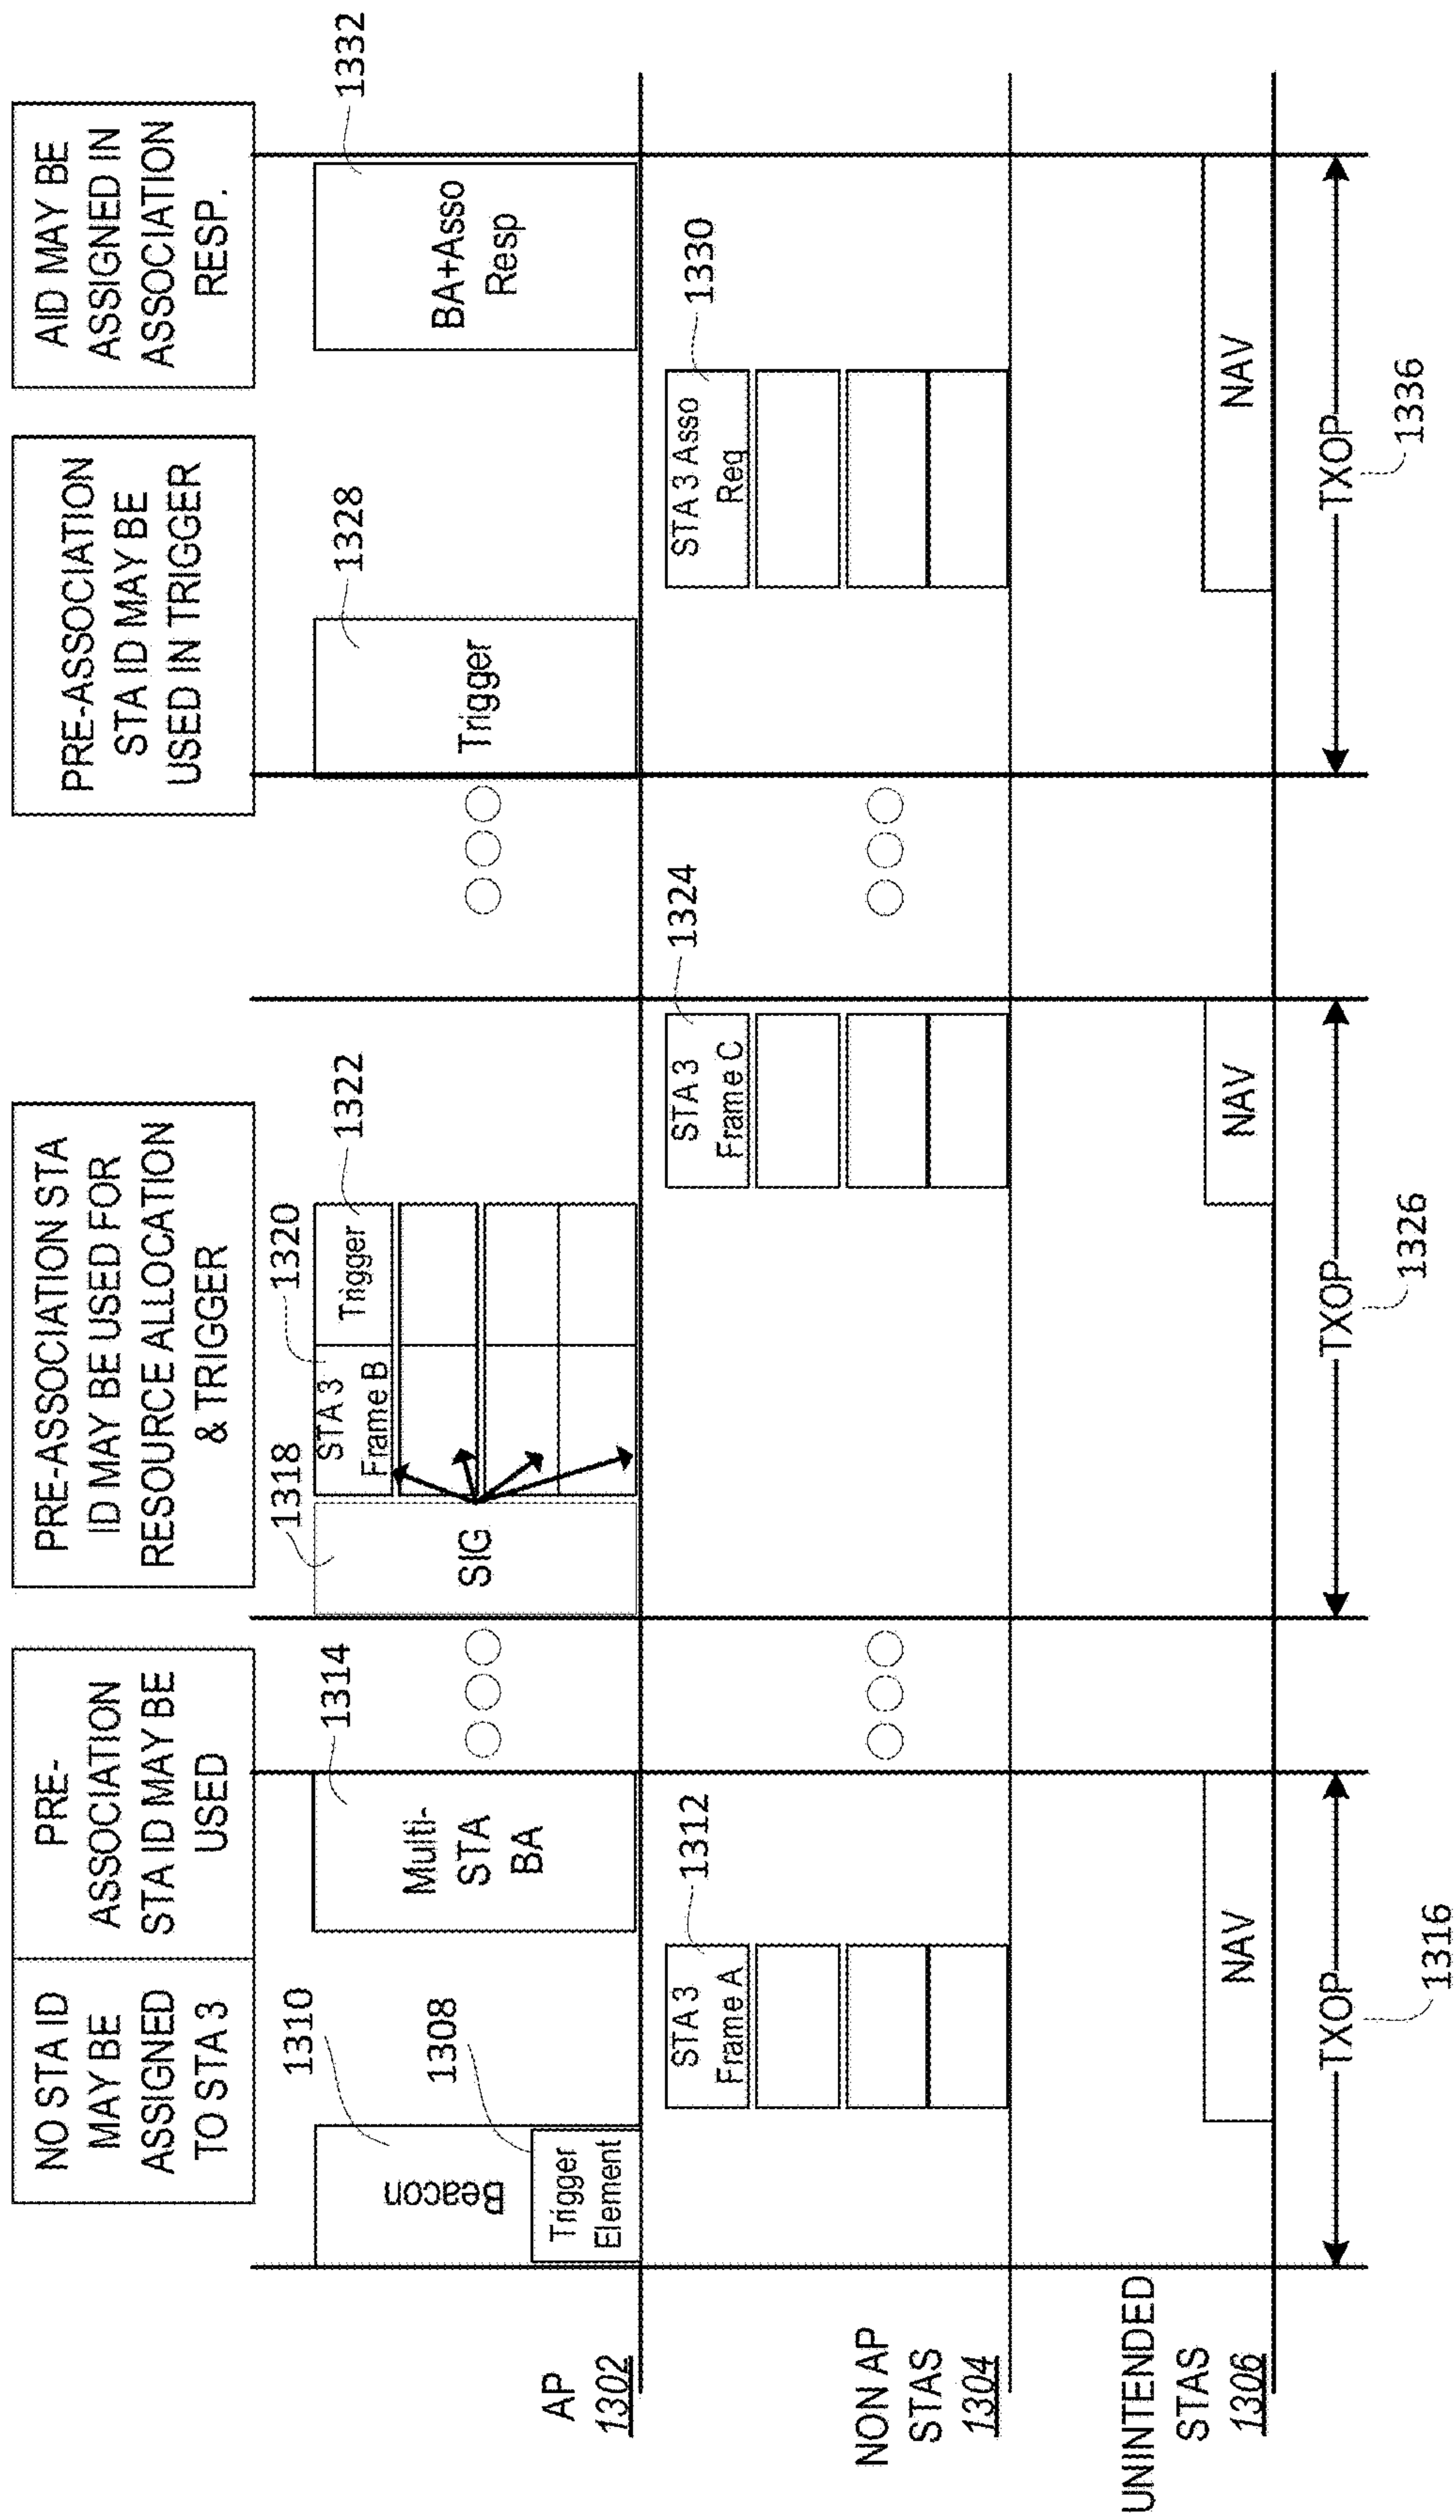 NO STA ID
MAY BE
ASSIGNED
TO STA 3
PRE-
ASSOCIATION
STA ID MAY BE
USED
PRE-ASSOCIATION STA
ID MAY BE USED FOR
RESOURCE ALLOCATION
& TRIGGER
PRE-ASSOCIATION
STA ID MAY BE
USED IN TRIGGER
AID MAY BE
ASSIGNED IN
ASSOCIATION
RESP.
AP
1302
1310
Beacon
1308
Trigger
Element
1314
Multi-
STA
BA
1318
SIG
1320
STA 3
Frame B
1322
Trigger
1328
Trigger
1332
BA+Asso
Resp
NON AP
STAS
1304
1312
STA 3
Frame A
1324
STA 3
Frame C
1330
STA 3 Asso
Req
UNINTENDED
STAS
1306
NAV
NAV
NAV
TXOP
1316
TXOP
1326
TXOP
1336